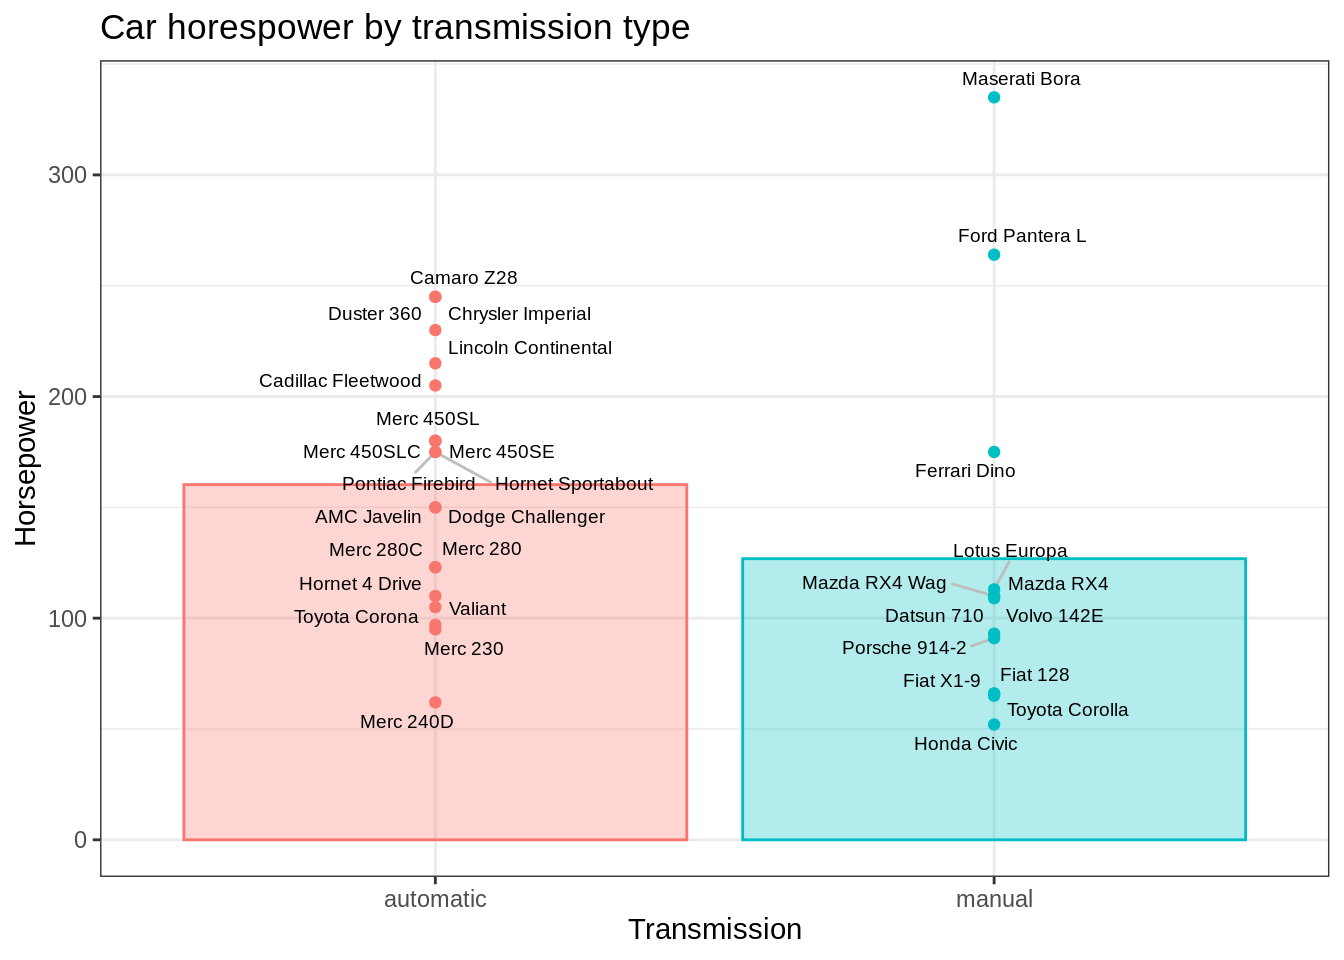 Car horespower by transmission type
Horsepower
300
200
100
0
Camaro Z28
Duster 360
Chrysler Imperial
Lincoln Continental
Cadillac Fleetwood
Merc 450SL
Merc 450SLC
Merc 450SE
Pontiac Firebird
Hornet Sportabout
AMC Javelin
Dodge Challenger
Merc 280C
Merc 280
Hornet 4 Drive
Valiant
Toyota Corona
Merc 230
Merc 240D
Maserati Bora
Ford Pantera L
Ferrari Dino
Lotus Europa
Mazda RX4 Wag
Mazda RX4
Datsun 710
Volvo 142E
Porsche 914-2
Fiat 128
Fiat X1-9
Toyota Corolla
Honda Civic
automatic
manual
Transmission